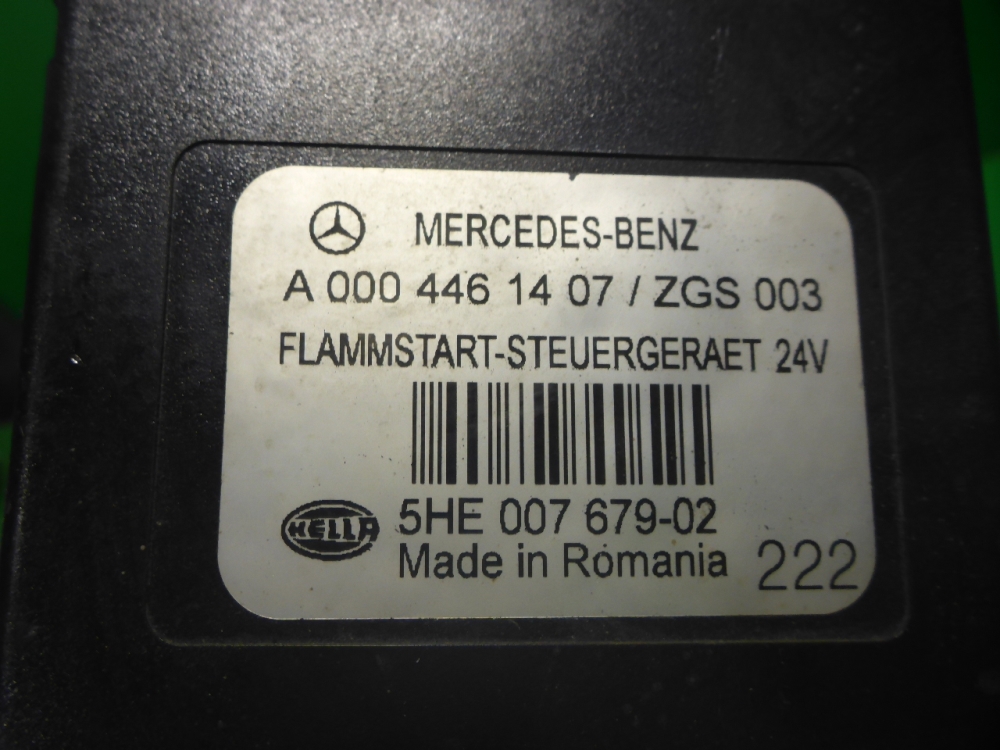 MERCEDES-BENZ
A 000 446 14 07 / ZGS 003
FLAMMSTART-STEUERGERAET 24V
HELLA 5HE 007 679-02
Made in Romania 222